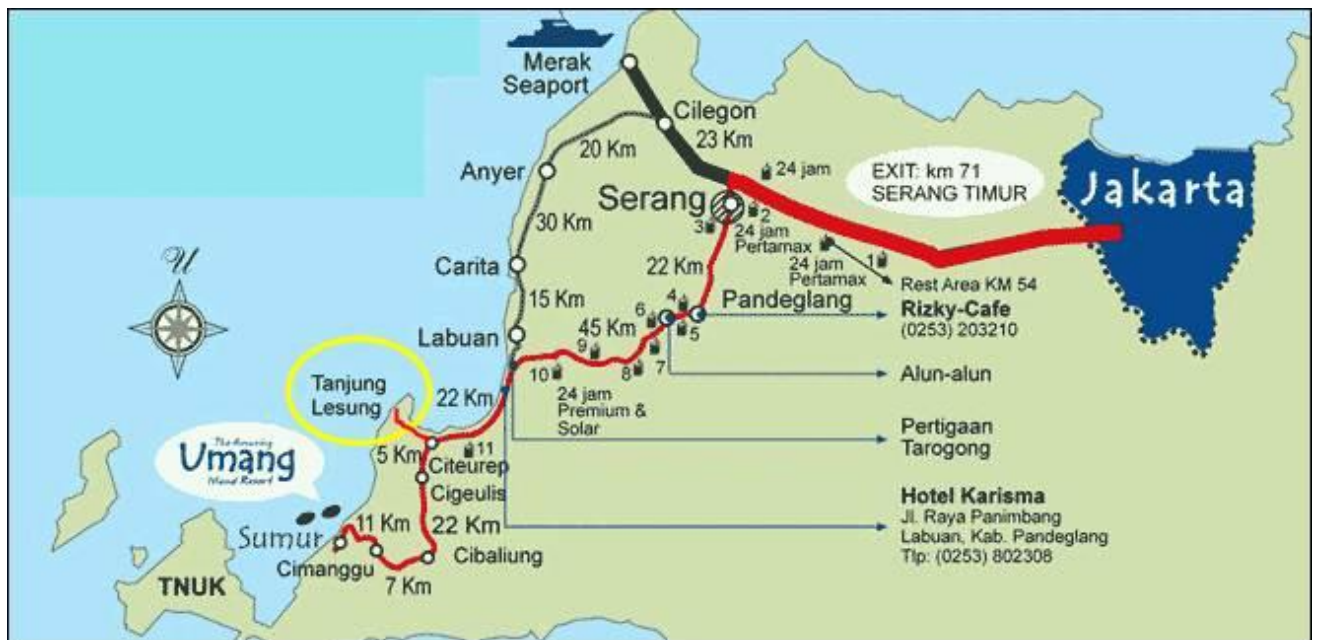 Merak
Seaport
Cilegon
23 Km
20 Km
Anyer
24 jam
EXIT: km 71
SERANG TIMUR
Jakarta
Serang
2
3
24 jam
Pertamax
30 Km
22 Km
24 jam
Pertamax
1
Rest Area KM 54
Carita
15 Km
4
Pandeglang
Rizky-Cafe
(0253) 203210
6
5
45 Km
Labuan
9
7
8
10
Alun-alun
24 jam
Premium &
Solar
22 Km
Tanjung
Lesung
Pertigaan
Tarogong
The Amazing
Umang
Island Resort
5 Km
11
Citeurep
Cigeulis
Hotel Karisma
Jl. Raya Panimbang
Labuan, Kab. Pandeglang
Tlp: (0253) 802308
11 Km
22 Km
Sumur
Cibaliung
Cimanggu
7 Km
TNUK
U